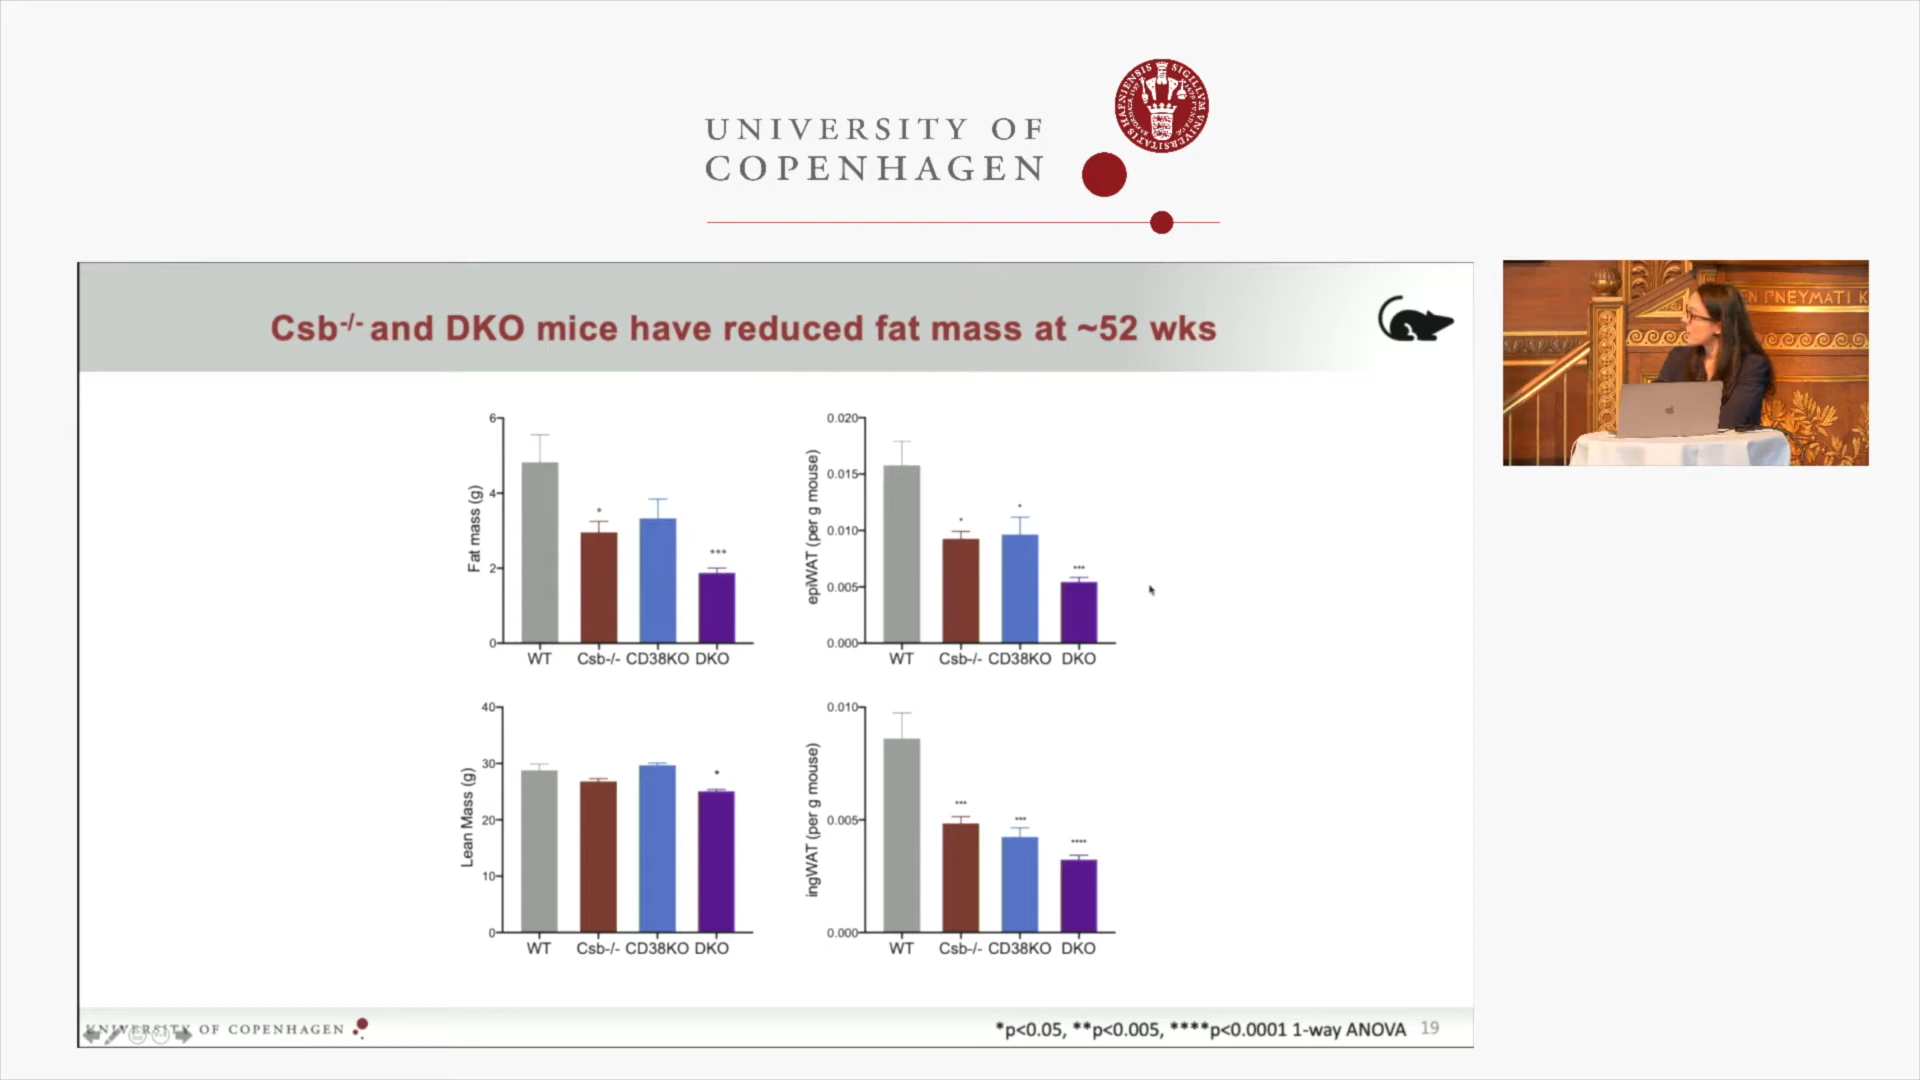 UNIVERSITY OF
COPENHAGEN
Csb-/- and DKO mice have reduced fat mass at ~52 wks
EN PNEYMATI K
Fat mass (g)
6
4
2
0
*
***
WT Csb-/- CD38KO DKO
epiWAT (per g mouse)
0.020
0.015
0.010
0.005
0.000
*
*
***
WT Csb-/- CD38KO DKO
Lean Mass (g)
40
30
20
10
0
*
WT Csb-/- CD38KO DKO
ingWAT (per g mouse)
0.010
0.005
0.000
***
***
****
WT Csb-/- CD38KO DKO
UNIVERSITY OF COPENHAGEN
*p<0.05, **p<0.005, ****p<0.0001 1-way ANOVA 19